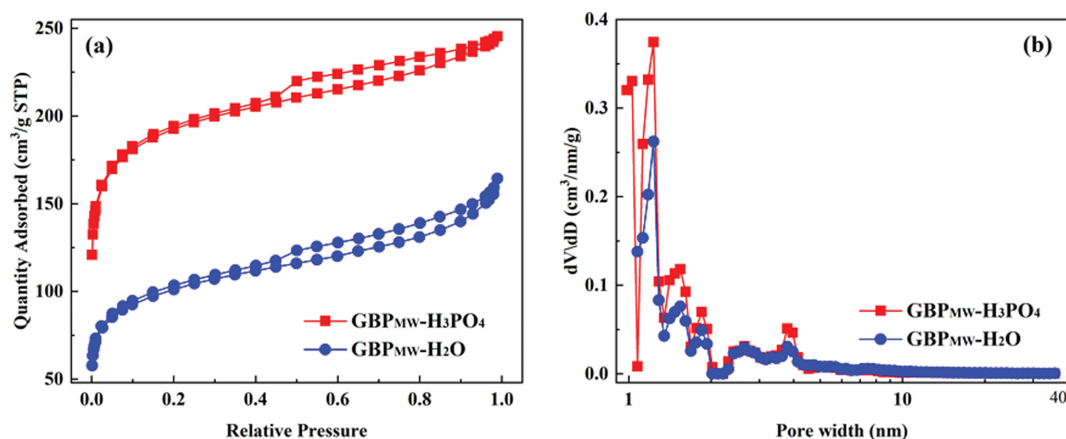 (a)
Quantity Adsorbed (cm³/g STP)
250
200
150
100
50
GBPMW-H₃PO₄
GBPMW-H₂O
0.0 0.2 0.4 0.6 0.8 1.0
Relative Pressure
(b)
dV\dD (cm³/nm/g)
0.4
0.3
0.2
0.1
0.0
GBPMW-H₃PO₄
GBPMW-H₂O
1 10 40
Pore width (nm)